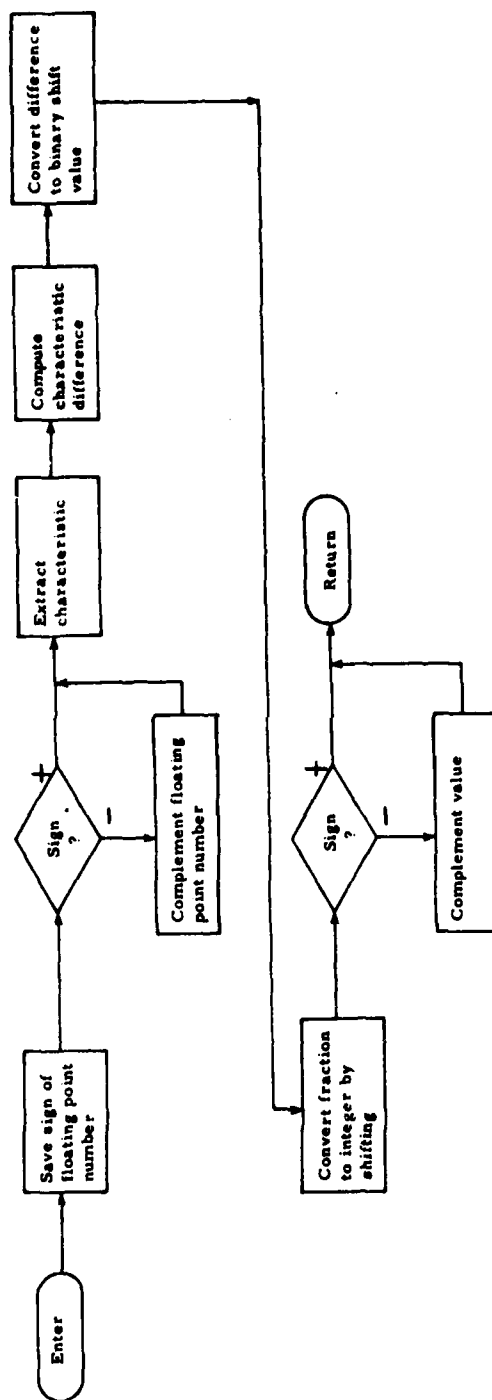 Enter
Save sign of
floating point
number
Sign
?
+
−
Complement floating
point number
Extract
characteristic
Compute
characteristic
difference
Convert difference
to binary shift
value
Convert fraction
to integer by
shifting
Sign
?
+
−
Complement value
Return